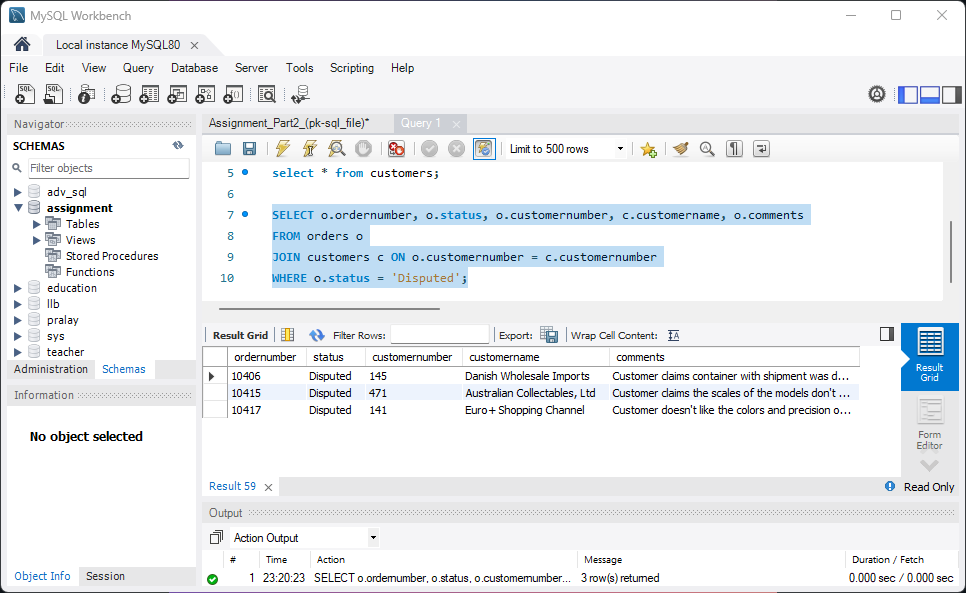 MySQL Workbench
Local instance MySQL80
File Edit View Query Database Server Tools Scripting Help
Navigator
SCHEMAS
Filter objects
adv_sql
assignment
Tables
Views
Stored Procedures
Functions
education
llb
pralay
sys
teacher
Administration Schemas
Information
No object selected
Object Info Session
Assignment_Part2_(pk-sql_file)* Query 1
Limit to 500 rows
5 select * from customers;
6
7 SELECT o.ordernumber, o.status, o.customernumber, c.customername, o.comments
8 FROM orders o
9 JOIN customers c ON o.customernumber = c.customernumber
10 WHERE o.status = 'Disputed';
Result Grid Filter Rows: Export: Wrap Cell Content:
ordernumber status customernumber customername comments
10406 Disputed 145 Danish Wholesale Imports Customer claims container with shipment was d...
10415 Disputed 471 Australian Collectables, Ltd Customer claims the scales of the models don't ...
10417 Disputed 141 Euro+ Shopping Channel Customer doesn't like the colors and precision o...
Result Grid
Form Editor
Result 59 Read Only
Output
Action Output
# Time Action Message Duration / Fetch
1 23:20:23 SELECT o.ordernumber, o.status, o.customernumber... 3 row(s) returned 0.000 sec / 0.000 sec